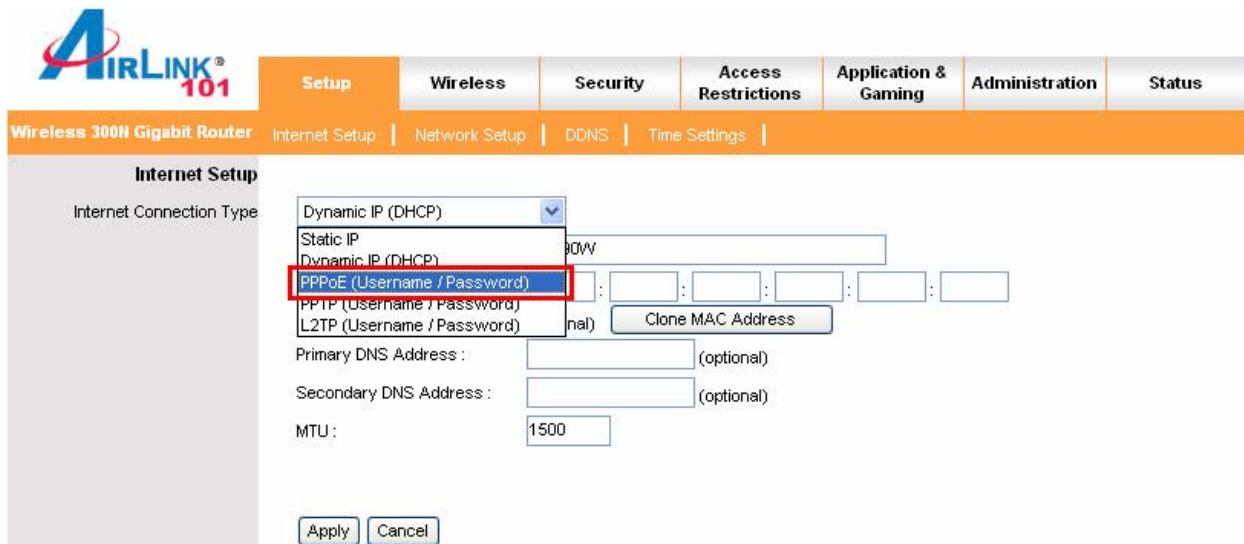 AIRLINK®
101
Setup
Wireless
Security
Access
Restrictions
Application &
Gaming
Administration
Status
Wireless 300N Gigabit Router
Internet Setup | Network Setup | DDNS | Time Settings |
Internet Setup
Internet Connection Type
Dynamic IP (DHCP)
Static IP
Dynamic IP (DHCP)
PPPoE (Username / Password)
PPTP (Username / Password)
L2TP (Username / Password)
: : : : :
Clone MAC Address
Primary DNS Address :
(optional)
Secondary DNS Address :
(optional)
MTU :
1500
Apply
Cancel